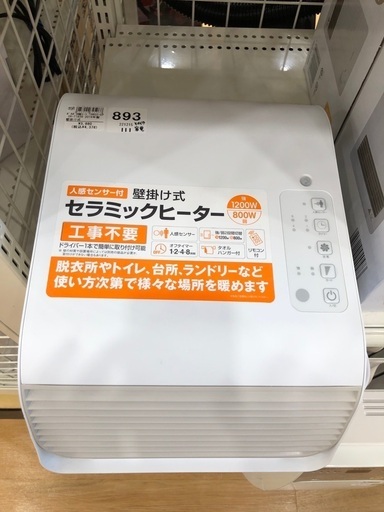 893
人感センサー付
壁掛け式
強 1200W
弱 800W
セラミックヒーター
工事不要
ドライバー1本で簡単に取り付け可能
人感センサー
オフタイマー
1・2・4・8時間
タオル
ハンガー付
リモコン
付
脱衣所やトイレ、台所、ランドリーなど
使い方次第で様々な場所を暖めます